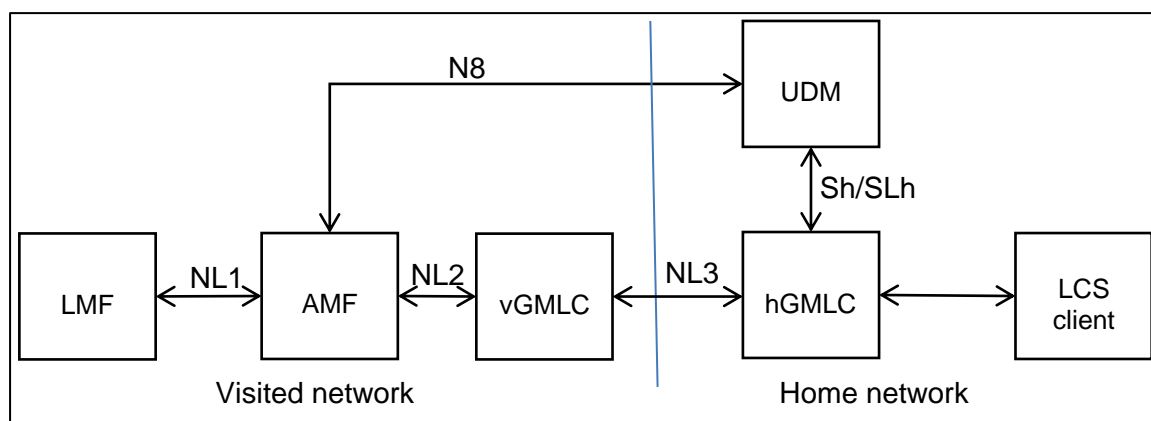 N8
UDM
Sh/SLh
LMF
NL1
AMF
NL2
vGMLC
NL3
hGMLC
LCS
client
Visited network
Home network